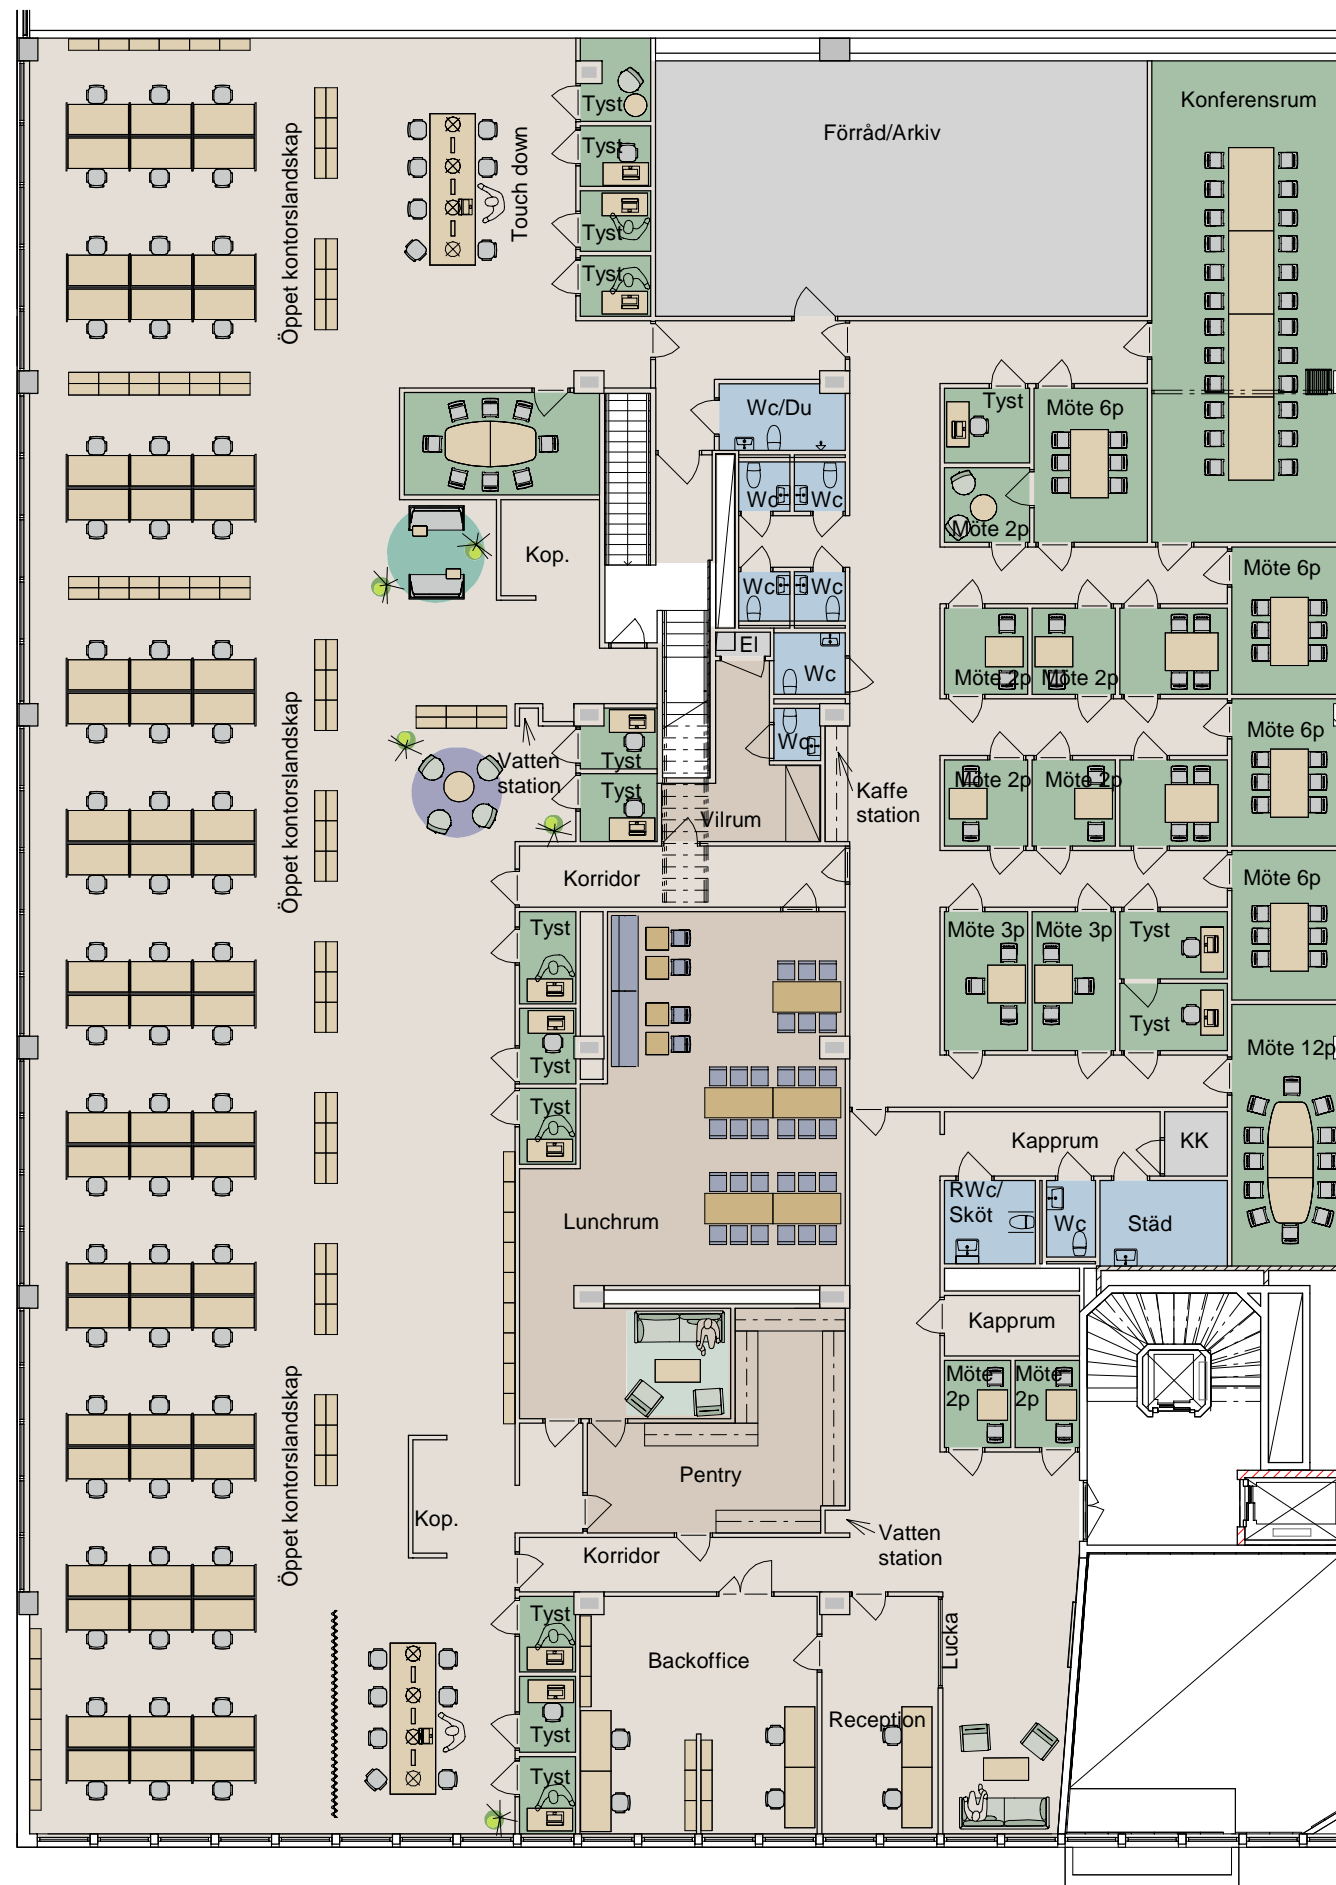 Tyst
Konferensrum
Förråd/Arkiv
Öppet kontorslandskap
Touch down
Tyst
Tyst
Tyst
Wc/Du
Tyst
Möte 6p
Wc
Wc
Möte 2p
Kop.
Möte 6p
Wc
Wc
El
Wc
Möte 2p
Möte 2p
Öppet kontorslandskap
Möte 6p
Wc
Vatten
station
Tyst
Tyst
Möte 2p
Möte 2p
Kaffe
station
Vilrum
Korridor
Möte 6p
Tyst
Möte 3p
Möte 3p
Tyst
Tyst
Tyst
Möte 12p
Tyst
Kapprum
KK
RWc/
Sköt
Wc
Städ
Lunchrum
Kapprum
Möte
2p
Möte
2p
Öppet kontorslandskap
Pentry
Kop.
Vatten
station
Korridor
Tyst
Lucka
Backoffice
Reception
Tyst
Tyst